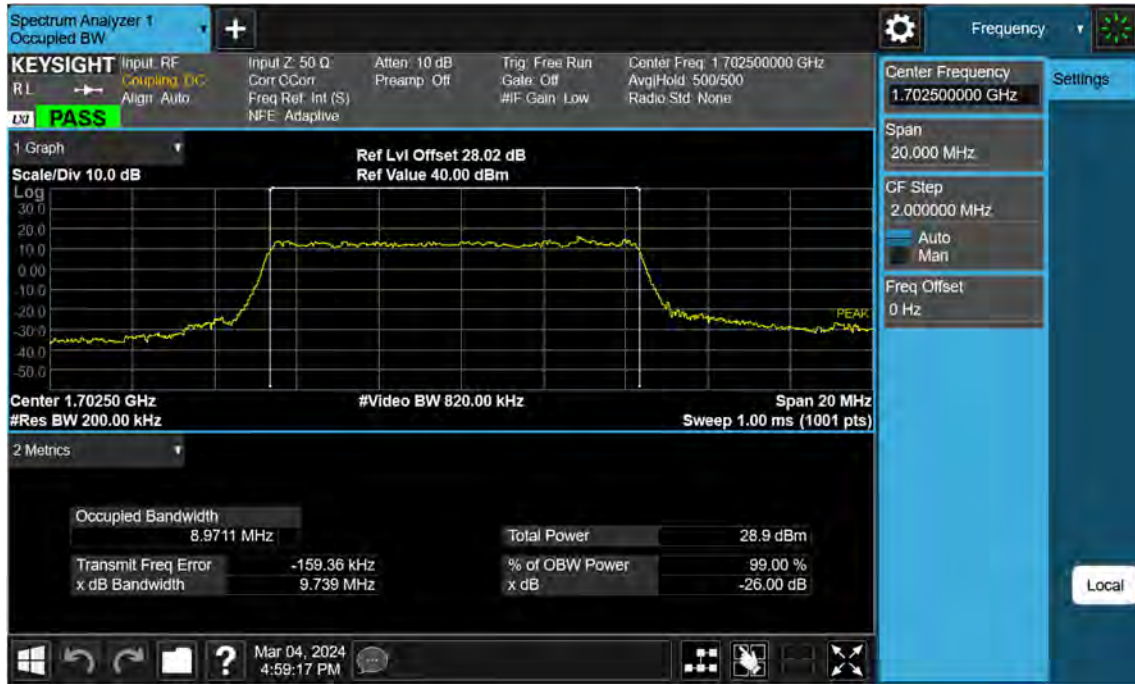 Spectrum Analyzer 1
Occupied BW
+
Frequency
KEYSIGHT
R L
LXI PASS
Input: RF
Coupling: DC
Align: Auto
Input Z: 50 Ω
Corr CCorr
Freq Ref: Int (S)
NFE: Adaptive
Atten: 10 dB
Preamp: Off
Trig: Free Run
Gate: Off
#IF Gain: Low
Center Freq: 1.702500000 GHz
Avg|Hold: 500/500
Radio Std: None
Center Frequency
1.702500000 GHz
Settings
Span
20.000 MHz
CF Step
2.000000 MHz
Auto
Man
Freq Offset
0 Hz
1 Graph
Scale/Div 10.0 dB
Ref Lvl Offset 28.02 dB
Ref Value 40.00 dBm
Log
30.0
20.0
10.0
0.00
-10.0
-20.0
-30.0
-40.0
-50.0
PEAK
Center 1.70250 GHz
#Video BW 820.00 kHz
Span 20 MHz
#Res BW 200.00 kHz
Sweep 1.00 ms (1001 pts)
2 Metrics
Occupied Bandwidth
8.9711 MHz
Total Power 28.9 dBm
Transmit Freq Error -159.36 kHz
% of OBW Power 99.00 %
x dB Bandwidth 9.739 MHz
x dB -26.00 dB
Local
?
Mar 04, 2024
4:59:17 PM